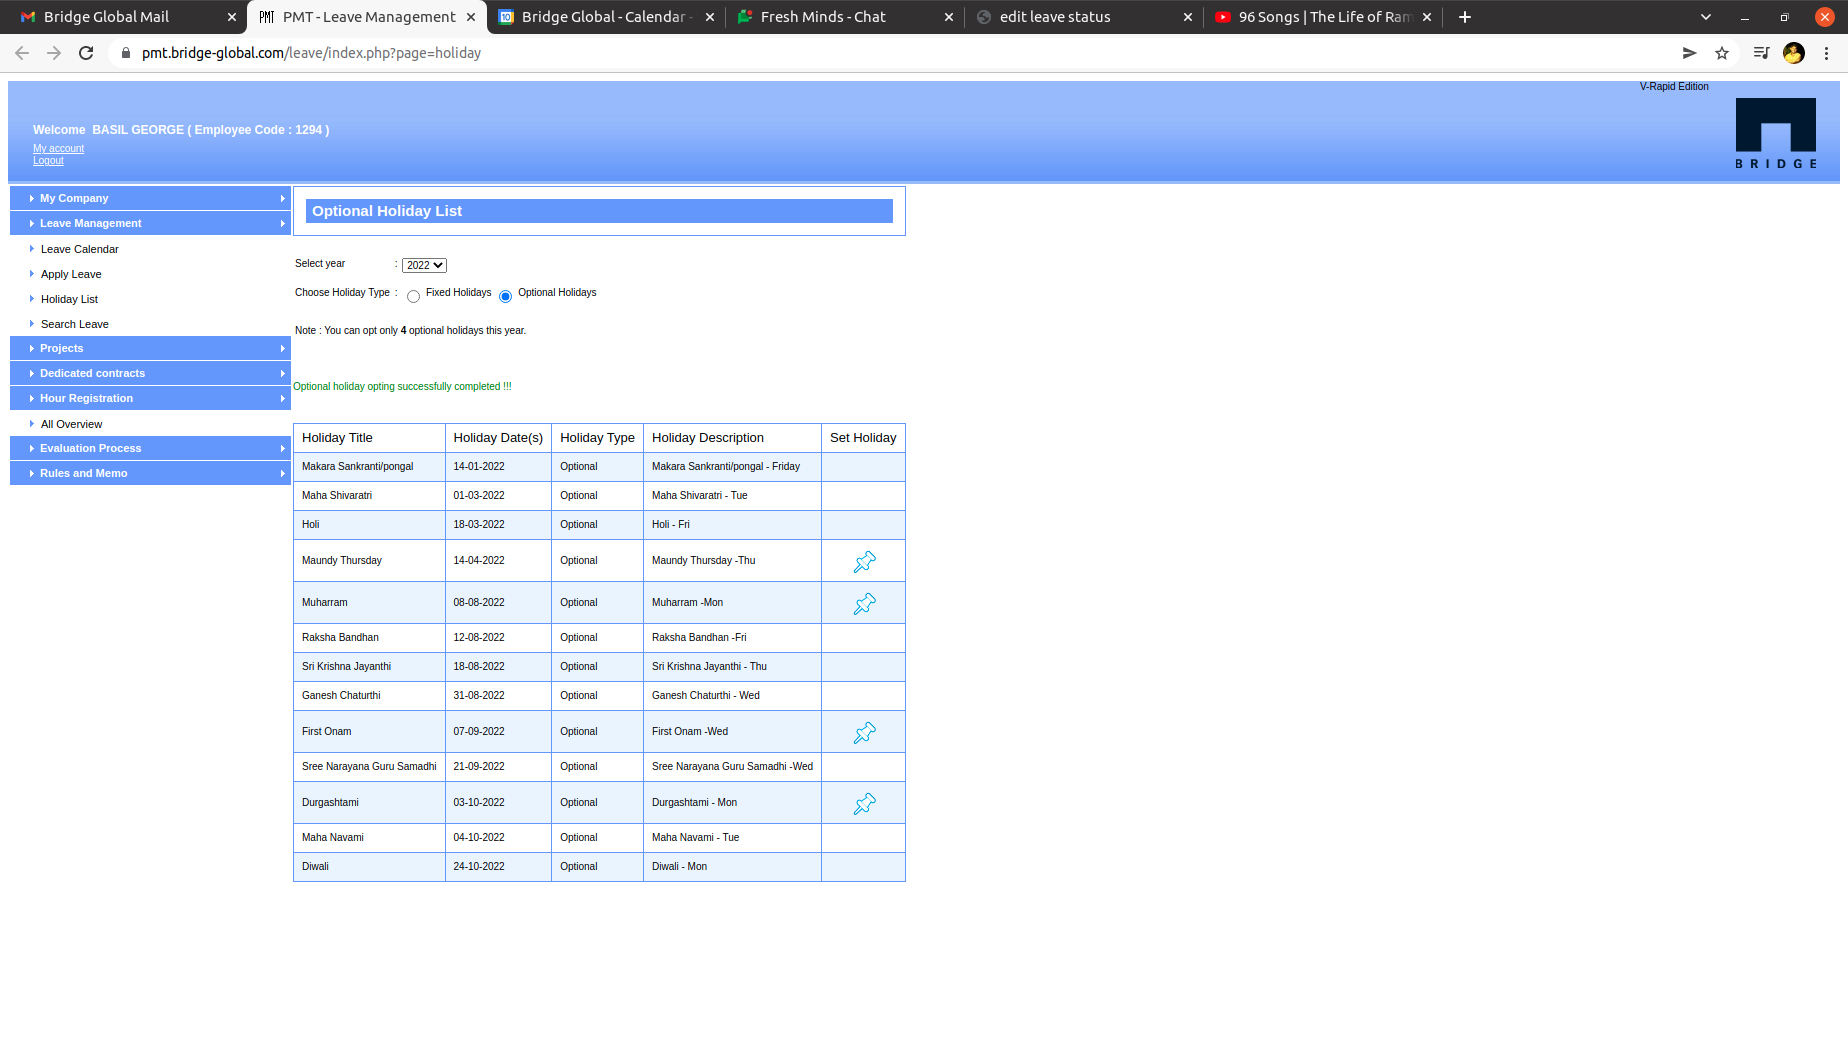 Bridge Global Mail
PMT - Leave Management
Bridge Global - Calendar -
Fresh Minds - Chat
edit leave status
96 Songs | The Life of Ram
pmt.bridge-global.com/leave/index.php?page=holiday
V-Rapid Edition
Welcome BASIL GEORGE ( Employee Code : 1294 )
My account
Logout
BRIDGE
My Company
Leave Management
Leave Calendar
Apply Leave
Holiday List
Search Leave
Projects
Dedicated contracts
Hour Registration
All Overview
Evaluation Process
Rules and Memo
Optional Holiday List
Select year : 2022
Choose Holiday Type : Fixed Holidays Optional Holidays
Note : You can opt only 4 optional holidays this year.
Optional holiday opting successfully completed !!!
Holiday Title Holiday Date(s) Holiday Type Holiday Description Set Holiday
Makara Sankranti/pongal 14-01-2022 Optional Makara Sankranti/pongal - Friday
Maha Shivaratri 01-03-2022 Optional Maha Shivaratri - Tue
Holi 18-03-2022 Optional Holi - Fri
Maundy Thursday 14-04-2022 Optional Maundy Thursday -Thu
Muharram 08-08-2022 Optional Muharram -Mon
Raksha Bandhan 12-08-2022 Optional Raksha Bandhan -Fri
Sri Krishna Jayanthi 18-08-2022 Optional Sri Krishna Jayanthi - Thu
Ganesh Chaturthi 31-08-2022 Optional Ganesh Chaturthi - Wed
First Onam 07-09-2022 Optional First Onam -Wed
Sree Narayana Guru Samadhi 21-09-2022 Optional Sree Narayana Guru Samadhi -Wed
Durgashtami 03-10-2022 Optional Durgashtami - Mon
Maha Navami 04-10-2022 Optional Maha Navami - Tue
Diwali 24-10-2022 Optional Diwali - Mon